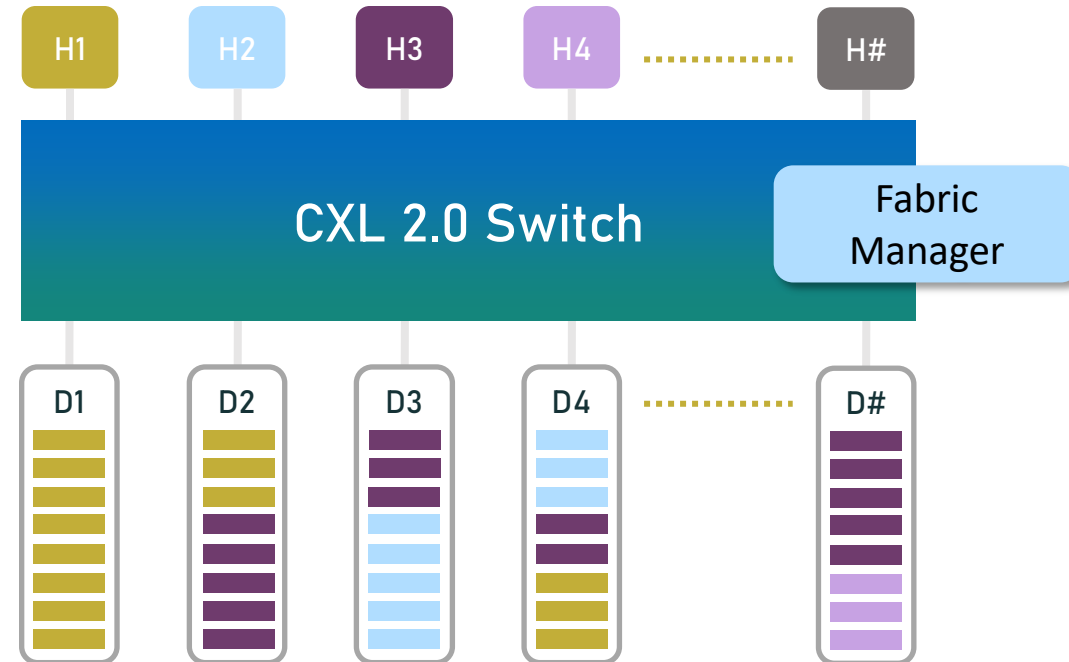 H1
H2
H3
H4
H#
CXL 2.0 Switch
Fabric
Manager
D1
D2
D3
D4
D#